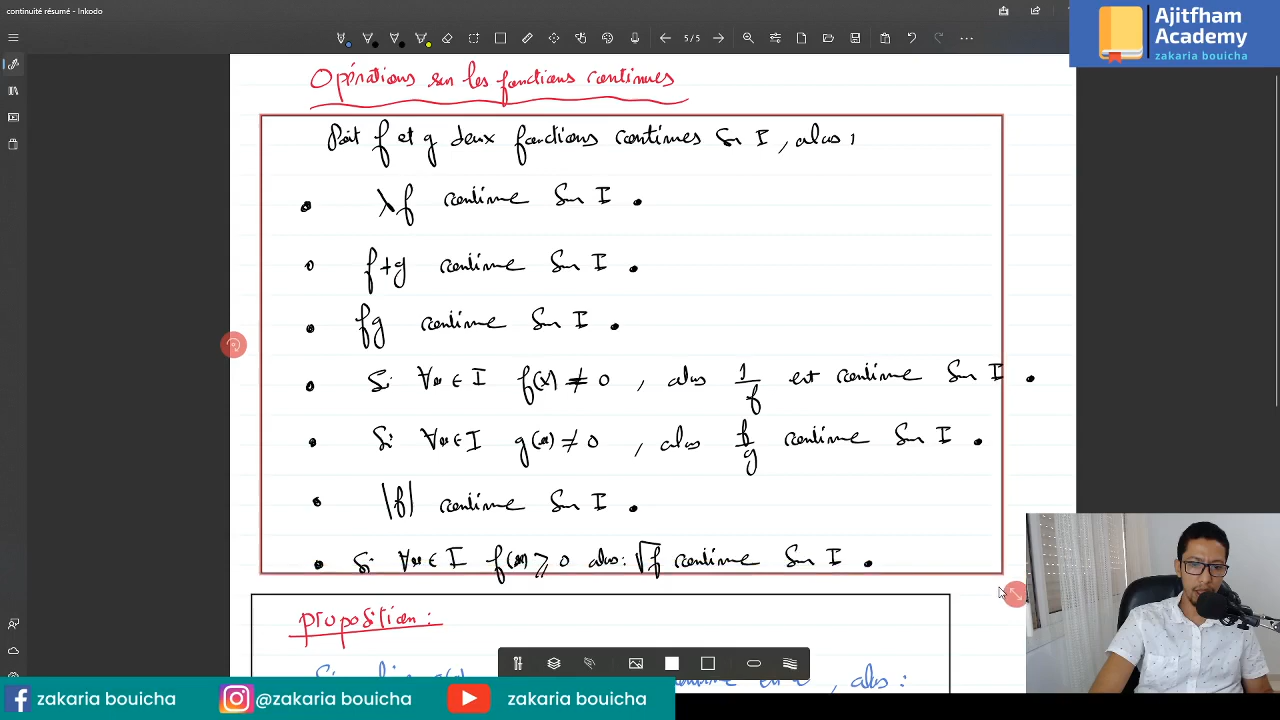 continuité résumé - Inkodo
5/5
Ajitfham
Academy
zakaria bouicha
Opérations sur les fonctions continues
Soit f et g deux fonctions continues sur I, alors :
• λf continue sur I.
• f+g continue sur I.
• fg continue sur I.
• Si ∀x ∈ I f(x) ≠ 0, alors 1/f est continue sur I.
• Si ∀x ∈ I g(x) ≠ 0, alors f/g continue sur I.
• |f| continue sur I.
• Si ∀x ∈ I f(x) ⩾ 0 alors : √f continue sur I.
proposition :
Si, alors :
zakaria bouicha
@zakaria bouicha
zakaria bouicha